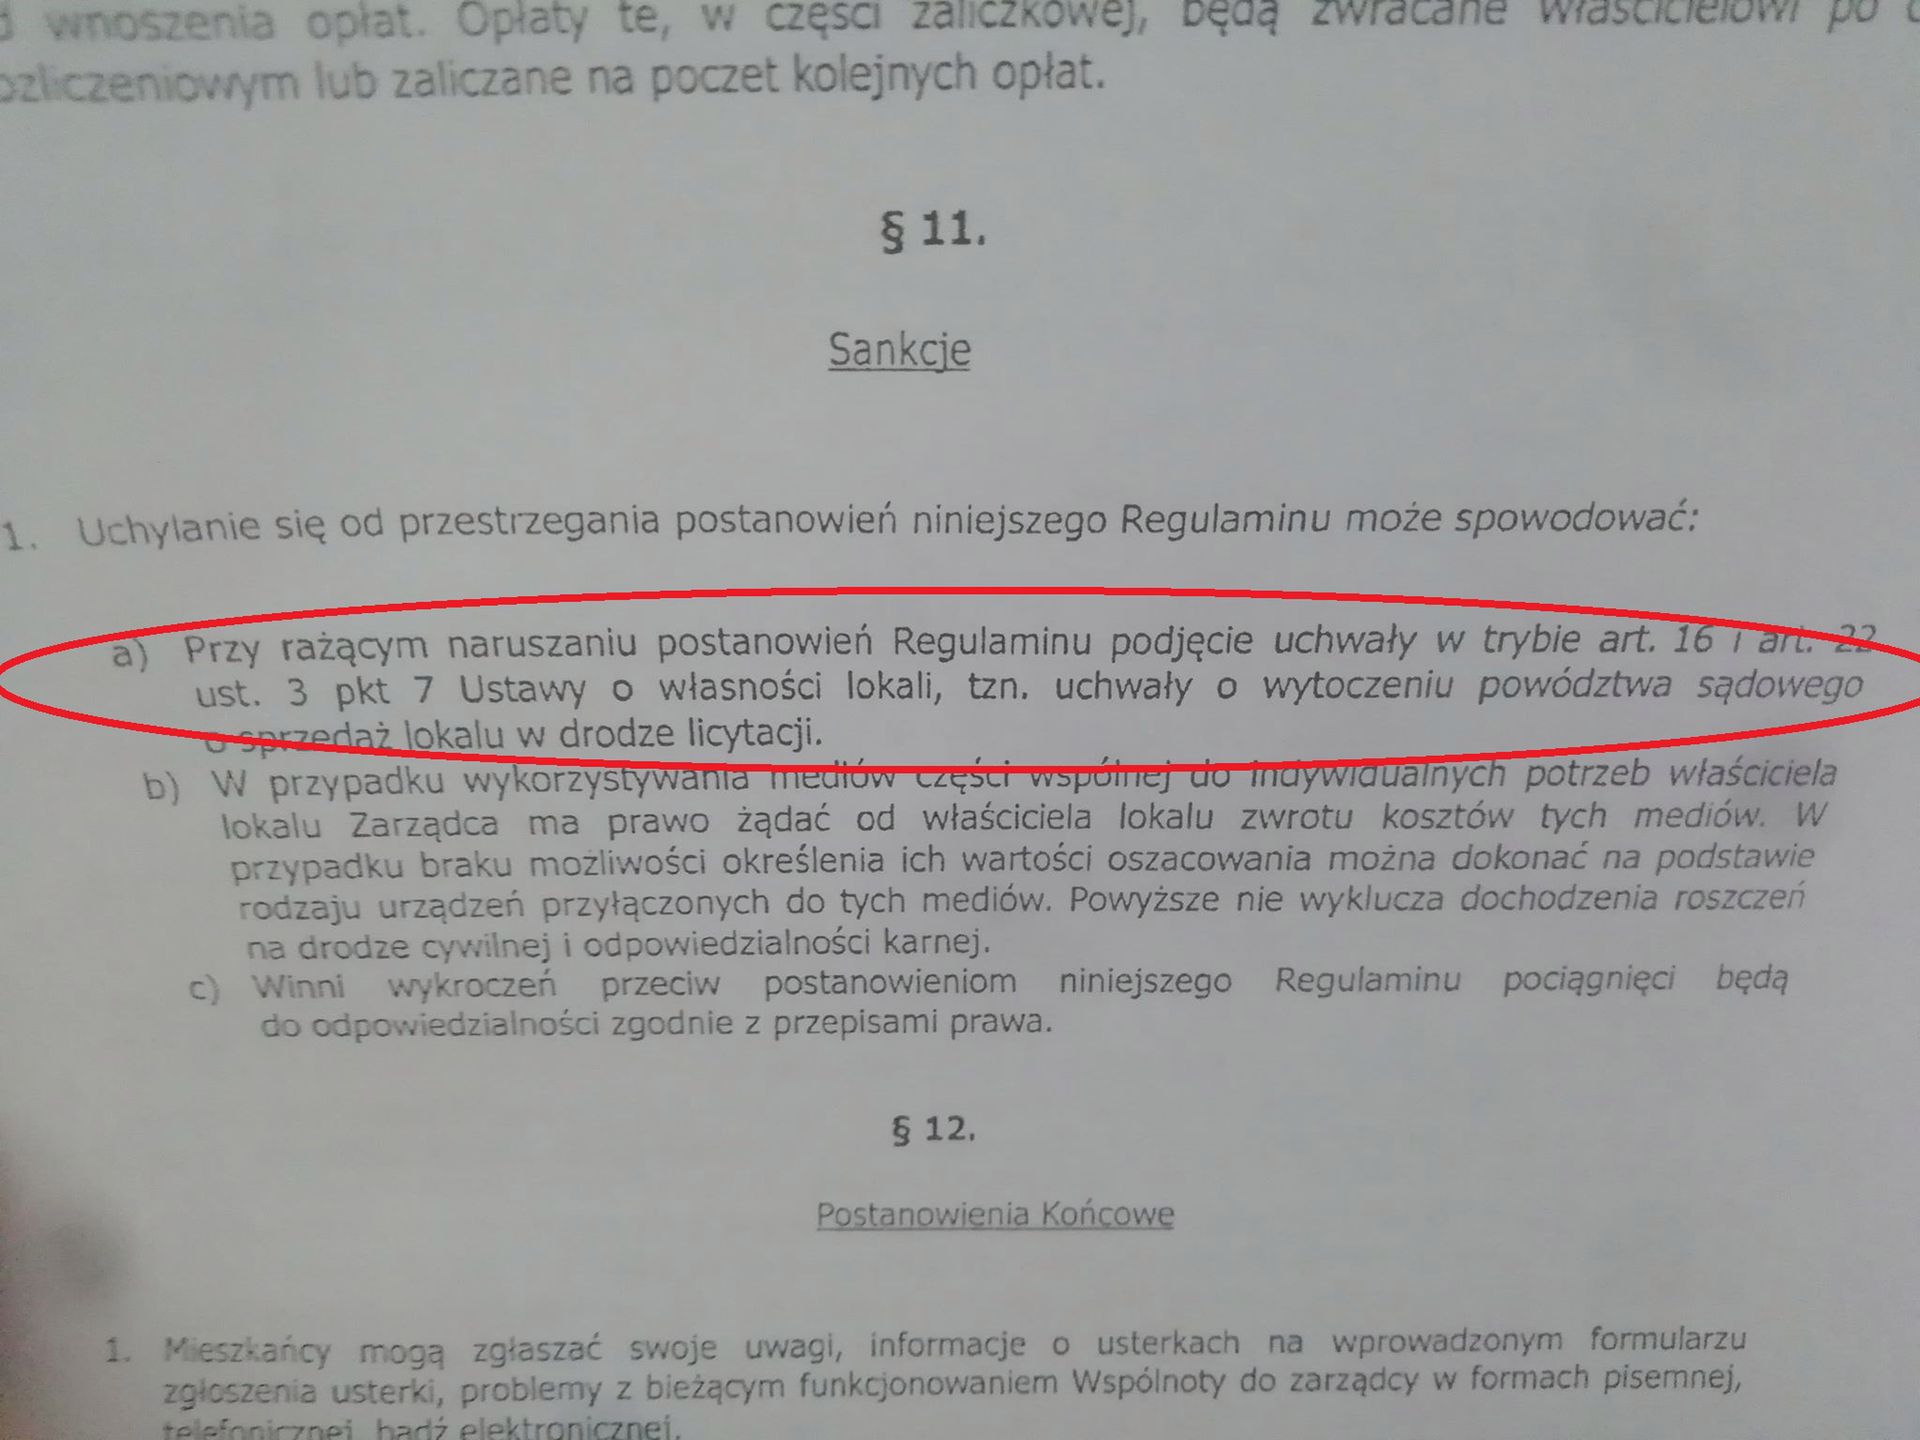 wnoszenia opłat. Opłaty te, w części zaliczkowej, będą zwracane właścicielowi po
ozliczeniowym lub zaliczane na poczet kolejnych opłat.
§ 11.
Sankcje
1. Uchylanie się od przestrzegania postanowień niniejszego Regulaminu może spowodować:
a) Przy rażącym naruszaniu postanowień Regulaminu podjęcie uchwały w trybie art. 16 i art. 22
ust. 3 pkt 7 Ustawy o własności lokali, tzn. uchwały o wytoczeniu powództwa sądowego
o sprzedaż lokalu w drodze licytacji.
b) W przypadku wykorzystywania mediów części wspólnej do indywidualnych potrzeb właściciela
lokalu Zarządca ma prawo żądać od właściciela lokalu zwrotu kosztów tych mediów. W
przypadku braku możliwości określenia ich wartości oszacowania można dokonać na podstawie
rodzaju urządzeń przyłączonych do tych mediów. Powyższe nie wyklucza dochodzenia roszczeń
na drodze cywilnej i odpowiedzialności karnej.
c) Winni wykroczeń przeciw postanowieniom niniejszego Regulaminu pociągnięci będą
do odpowiedzialności zgodnie z przepisami prawa.
§ 12.
Postanowienia Końcowe
1. Mieszkańcy mogą zgłaszać swoje uwagi, informacje o usterkach na wprowadzonym formularzu
zgłoszenia usterki, problemy z bieżącym funkcjonowaniem Wspólnoty do zarządcy w formach pisemnej,
telefonicznej bądź elektronicznej.